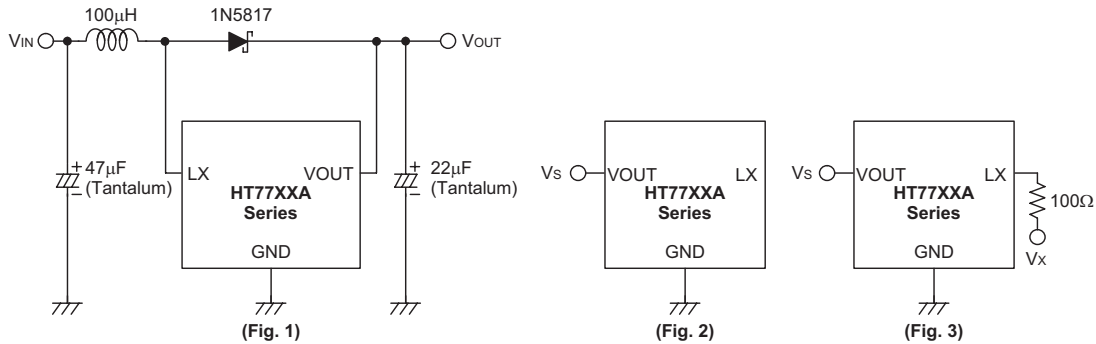 100μH
1N5817
VIN
VOUT
47μF
(Tantalum)
LX
VOUT
HT77XXA
Series
GND
22μF
(Tantalum)
(Fig. 1)
VS
VOUT
LX
HT77XXA
Series
GND
(Fig. 2)
VS
VOUT
LX
HT77XXA
Series
GND
100Ω
VX
(Fig. 3)